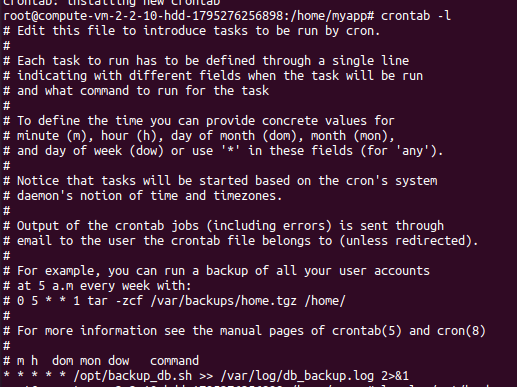 crontab: installing new crontab
root@compute-vm-2-2-10-hdd-1795276256898:/home/myapp# crontab -l
# Edit this file to introduce tasks to be run by cron.
#
# Each task to run has to be defined through a single line
# indicating with different fields when the task will be run
# and what command to run for the task
#
# To define the time you can provide concrete values for
# minute (m), hour (h), day of month (dom), month (mon),
# and day of week (dow) or use '*' in these fields (for 'any').
#
# Notice that tasks will be started based on the cron's system
# daemon's notion of time and timezones.
#
# Output of the crontab jobs (including errors) is sent through
# email to the user the crontab file belongs to (unless redirected).
#
# For example, you can run a backup of all your user accounts
# at 5 a.m every week with:
# 0 5 * * 1 tar -zcf /var/backups/home.tgz /home/
#
# For more information see the manual pages of crontab(5) and cron(8)
#
# m h  dom mon dow   command
* * * * * /opt/backup_db.sh >> /var/log/db_backup.log 2>&1